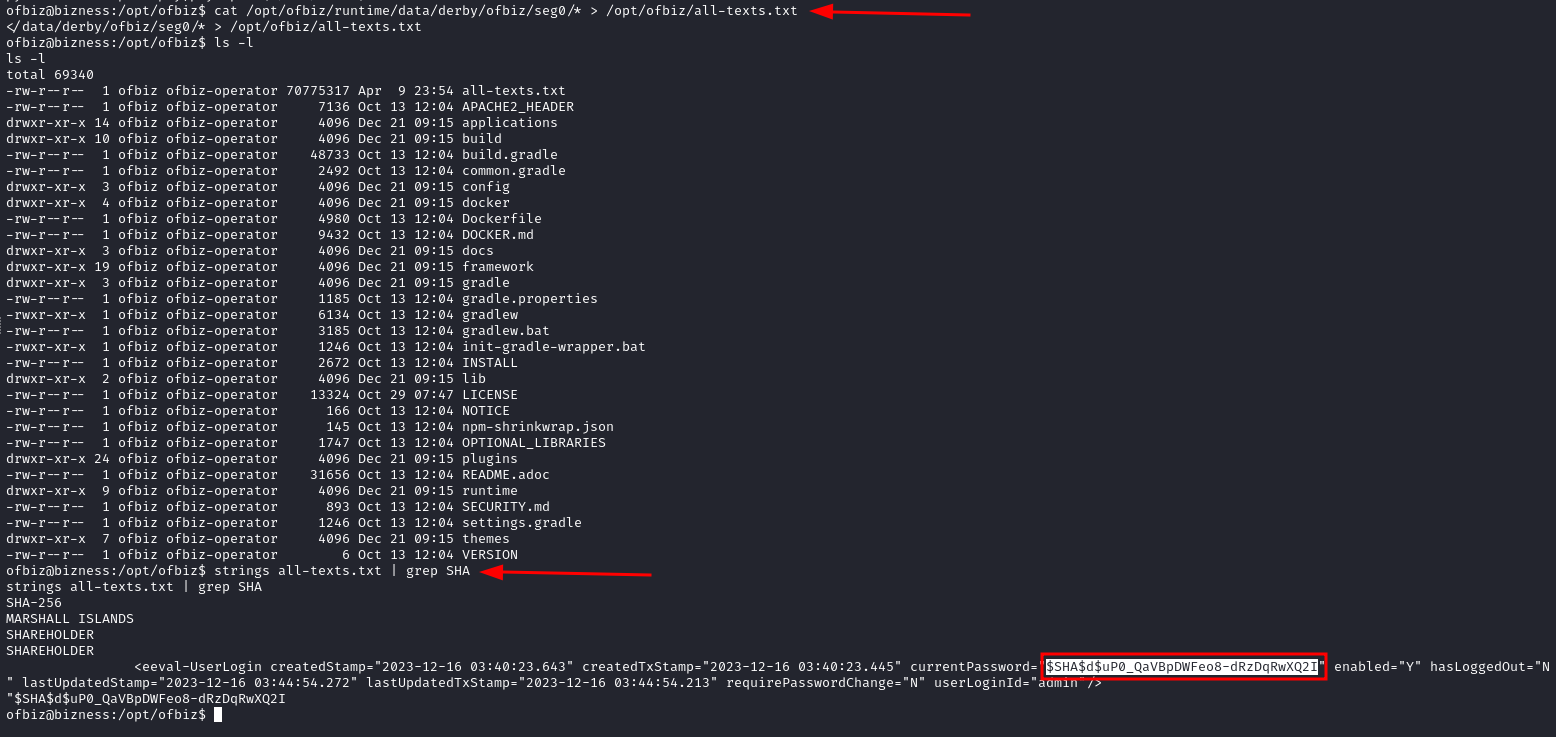 ofbiz@bizness:/opt/ofbiz$ cat /opt/ofbiz/runtime/data/derby/ofbiz/seg0/* > /opt/ofbiz/all-texts.txt
</data/derby/ofbiz/seg0/* > /opt/ofbiz/all-texts.txt
ofbiz@bizness:/opt/ofbiz$ ls -l
ls -l
total 69340
-rw-r--r--  1 ofbiz ofbiz-operator 70775317 Apr  9 23:54 all-texts.txt
-rw-r--r--  1 ofbiz ofbiz-operator     7136 Oct 13 12:04 APACHE2_HEADER
drwxr-xr-x 14 ofbiz ofbiz-operator     4096 Dec 21 09:15 applications
drwxr-xr-x 10 ofbiz ofbiz-operator     4096 Dec 21 09:15 build
-rw-r--r--  1 ofbiz ofbiz-operator    48733 Oct 13 12:04 build.gradle
-rw-r--r--  1 ofbiz ofbiz-operator     2492 Oct 13 12:04 common.gradle
drwxr-xr-x  3 ofbiz ofbiz-operator     4096 Dec 21 09:15 config
drwxr-xr-x  4 ofbiz ofbiz-operator     4096 Dec 21 09:15 docker
-rw-r--r--  1 ofbiz ofbiz-operator     4980 Oct 13 12:04 Dockerfile
-rw-r--r--  1 ofbiz ofbiz-operator     9432 Oct 13 12:04 DOCKER.md
drwxr-xr-x  3 ofbiz ofbiz-operator     4096 Dec 21 09:15 docs
drwxr-xr-x 19 ofbiz ofbiz-operator     4096 Dec 21 09:15 framework
drwxr-xr-x  3 ofbiz ofbiz-operator     4096 Dec 21 09:15 gradle
-rw-r--r--  1 ofbiz ofbiz-operator     1185 Oct 13 12:04 gradle.properties
-rwxr-xr-x  1 ofbiz ofbiz-operator     6134 Oct 13 12:04 gradlew
-rw-r--r--  1 ofbiz ofbiz-operator     3185 Oct 13 12:04 gradlew.bat
-rwxr-xr-x  1 ofbiz ofbiz-operator     1246 Oct 13 12:04 init-gradle-wrapper.bat
-rw-r--r--  1 ofbiz ofbiz-operator     2672 Oct 13 12:04 INSTALL
drwxr-xr-x  2 ofbiz ofbiz-operator     4096 Dec 21 09:15 lib
-rw-r--r--  1 ofbiz ofbiz-operator    13324 Oct 29 07:47 LICENSE
-rw-r--r--  1 ofbiz ofbiz-operator      166 Oct 13 12:04 NOTICE
-rw-r--r--  1 ofbiz ofbiz-operator      145 Oct 13 12:04 npm-shrinkwrap.json
-rw-r--r--  1 ofbiz ofbiz-operator     1747 Oct 13 12:04 OPTIONAL_LIBRARIES
drwxr-xr-x 24 ofbiz ofbiz-operator     4096 Dec 21 09:15 plugins
-rw-r--r--  1 ofbiz ofbiz-operator    31656 Oct 13 12:04 README.adoc
drwxr-xr-x  9 ofbiz ofbiz-operator     4096 Dec 21 09:15 runtime
-rw-r--r--  1 ofbiz ofbiz-operator      893 Oct 13 12:04 SECURITY.md
-rw-r--r--  1 ofbiz ofbiz-operator     1246 Oct 13 12:04 settings.gradle
drwxr-xr-x  7 ofbiz ofbiz-operator     4096 Dec 21 09:15 themes
-rw-r--r--  1 ofbiz ofbiz-operator        6 Oct 13 12:04 VERSION
ofbiz@bizness:/opt/ofbiz$ strings all-texts.txt | grep SHA
strings all-texts.txt | grep SHA
SHA-256
MARSHALL ISLANDS
SHAREHOLDER
SHAREHOLDER
                <eeval-UserLogin createdStamp="2023-12-16 03:40:23.643" createdTxStamp="2023-12-16 03:40:23.445" currentPassword="$SHA$d$uP0_QaVBpDWFeo8-dRzDqRwXQ2I" enabled="Y" hasLoggedOut="N
" lastUpdatedStamp="2023-12-16 03:44:54.272" lastUpdatedTxStamp="2023-12-16 03:44:54.213" requirePasswordChange="N" userLoginId="admin"/>
"$SHA$d$uP0_QaVBpDWFeo8-dRzDqRwXQ2I
ofbiz@bizness:/opt/ofbiz$